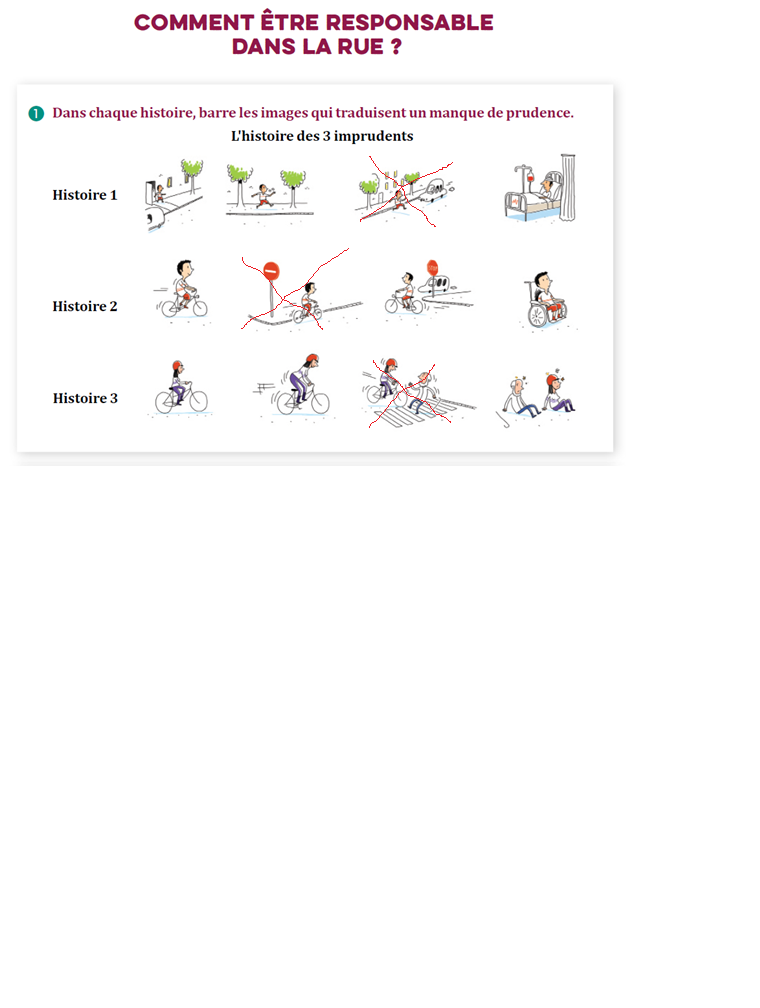 COMMENT ÊTRE RESPONSABLE
DANS LA RUE ?
1 Dans chaque histoire, barre les images qui traduisent un manque de prudence.
L'histoire des 3 imprudents
Histoire 1
Histoire 2
Histoire 3